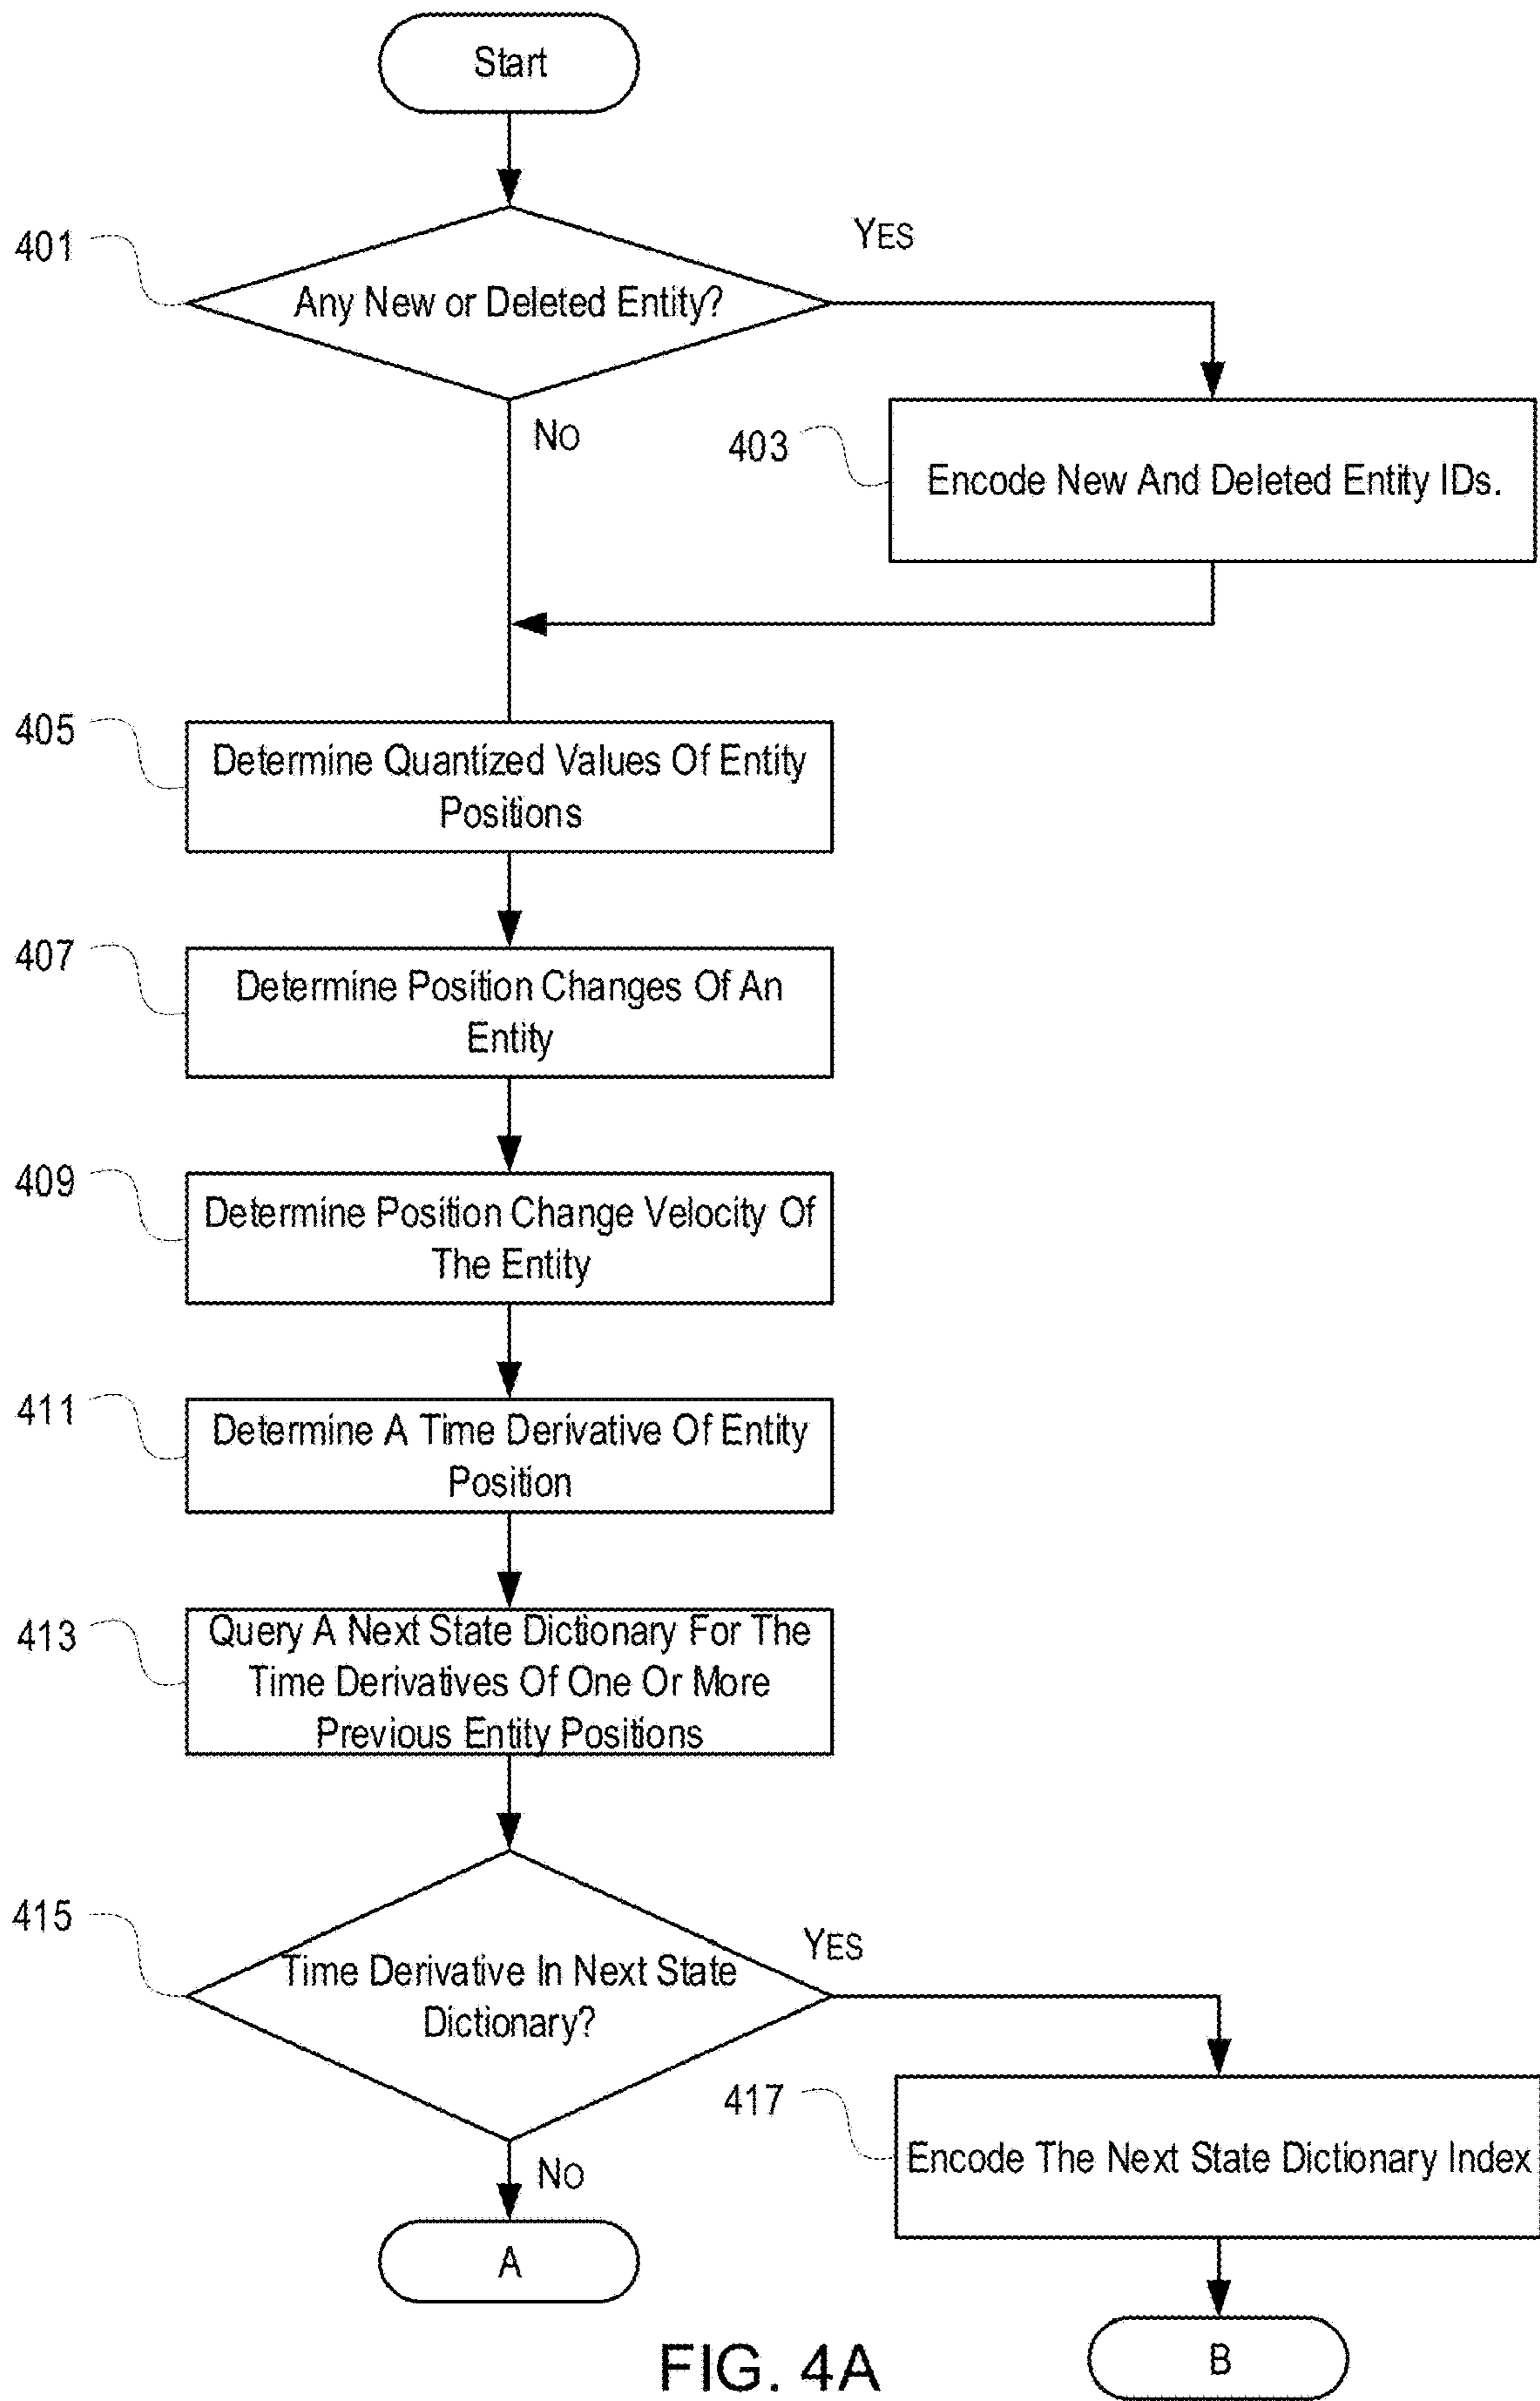 Start
401
Any New or Deleted Entity?
YES
NO
403
Encode New And Deleted Entity IDs.
405
Determine Quantized Values Of Entity
Positions
407
Determine Position Changes Of An
Entity
409
Determine Position Change Velocity Of
The Entity
411
Determine A Time Derivative Of Entity
Position
413
Query A Next State Dictionary For The
Time Derivatives Of One Or More
Previous Entity Positions
415
Time Derivative In Next State
Dictionary?
YES
NO
417
Encode The Next State Dictionary Index
A
B
FIG. 4A